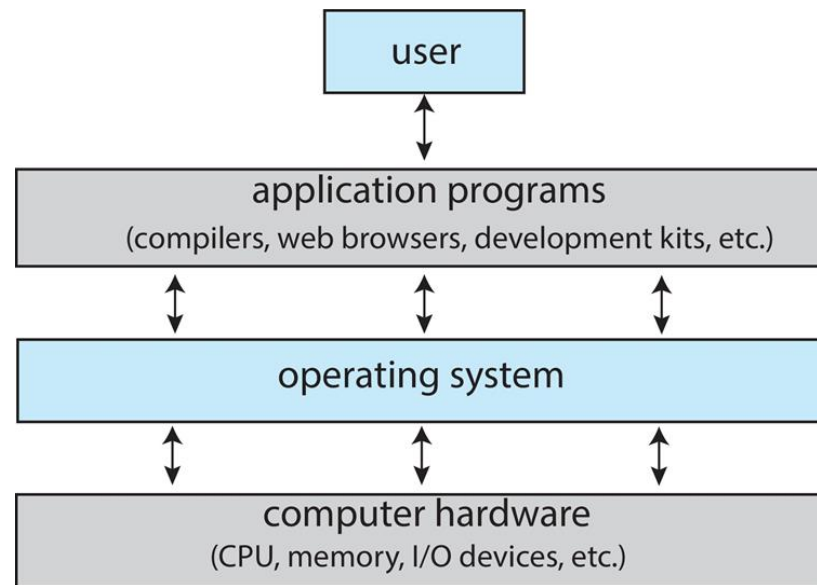 user
application programs
(compilers, web browsers, development kits, etc.)
operating system
computer hardware
(CPU, memory, I/O devices, etc.)